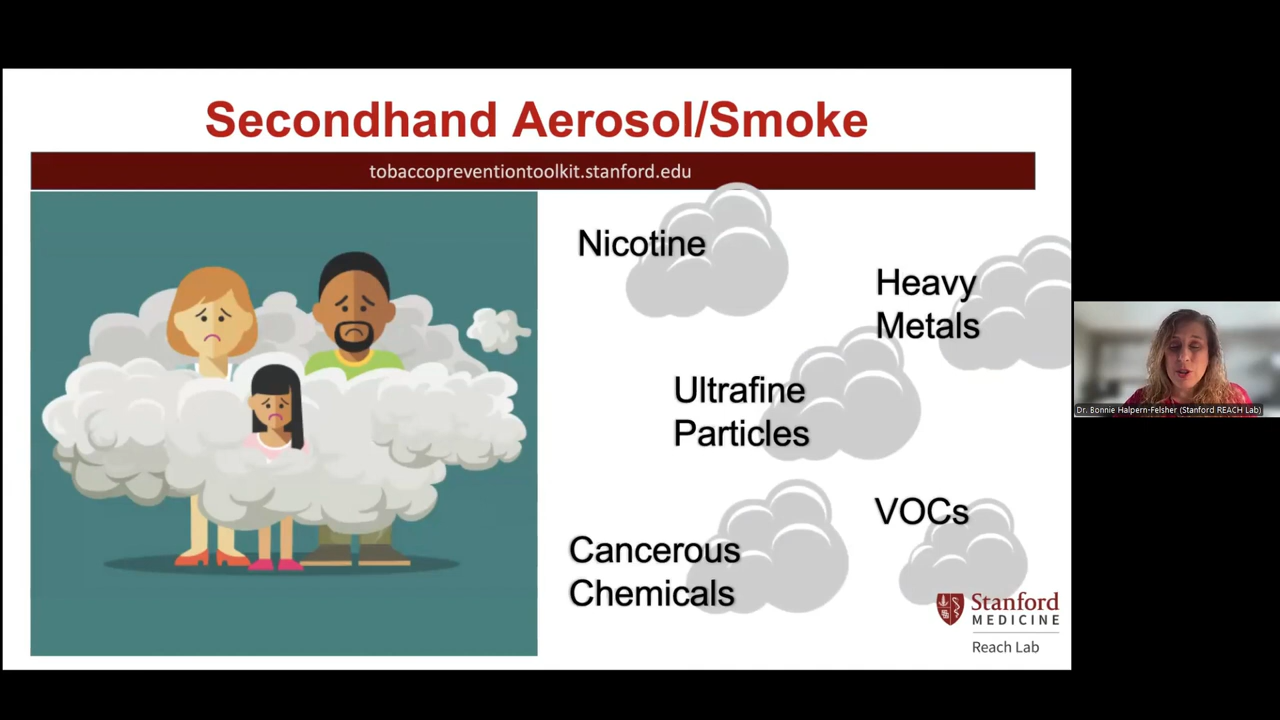 Secondhand Aerosol/Smoke
tobaccopreventiontoolkit.stanford.edu
Nicotine
Heavy
Metals
Ultrafine
Particles
VOCs
Cancerous
Chemicals
Stanford
MEDICINE
Reach Lab
Dr. Bonnie Halpern-Felsher (Stanford REACH Lab)